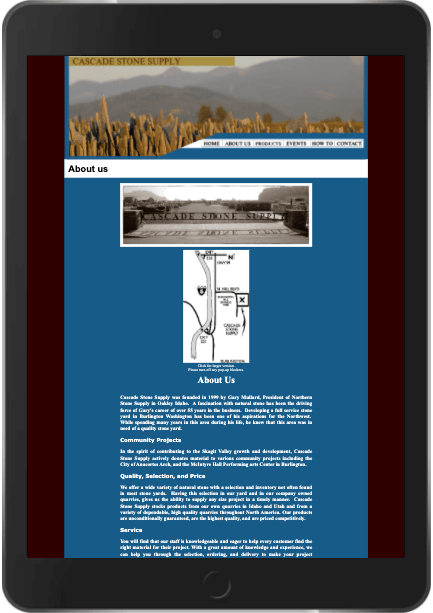 CASCADE STONE SUPPLY
HOME | ABOUT US | PRODUCTS | EVENTS | HOW TO | CONTACT
About us
CASCADE STONE SUPPLY
EXIT
N
N. HILL BLVD
X
CASCADE
STONE
SUPPLY
EXIT
BURLINGTON
Click for larger version.
Please turn off any pop up blockers.
About Us
Cascade Stone Supply was founded in 1999 by Gary Mullard, President of Northern
Stone Supply in Oakley Idaho. A fascination with natural stone has been the driving
force of Gary's career of over 55 years in the business. Developing a full service stone
yard in Burlington Washington has been one of his aspirations for the Northwest.
While spending many years in this area during his life, he knew that this area was in
need of a quality stone yard.
Community Projects
In the spirit of contributing to the Skagit Valley growth and development, Cascade
Stone Supply actively donates material to various community projects including the
City of Anacortes Arch, and the McIntyre Hall Performing Arts Center in Burlington.
Quality, Selection, and Price
We offer a wide variety of natural stone with a selection and inventory not often found
in most stone yards. Having this selection in our yard and in our company owned
quarries, gives us the ability to supply any size project in a timely manner. Cascade
Stone Supply stocks products from our own quarries in Idaho and Utah and from a
variety of dependable, high quality quarries throughout North America. Our products
are unconditionally guaranteed, are the highest quality, and are priced competitively.
Service
You will find that our staff is knowledgeable and eager to help every customer find the
right material for their project. With a great amount of knowledge and experience, we
can help you through the selection, ordering, and delivery to make your project